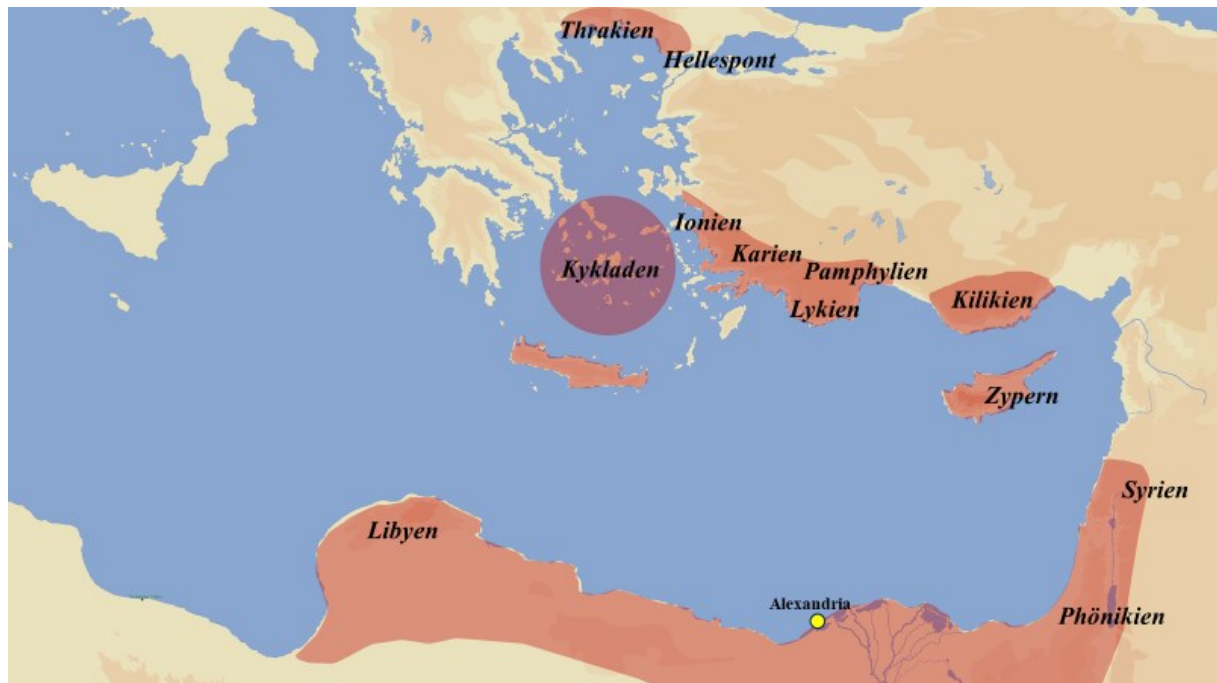 Thrakien
Hellespont
Ionien
Karien
Kykladen
Pamphylien
Kilikien
Lykien
Zypern
Syrien
Libyen
Alexandria
Phönikien